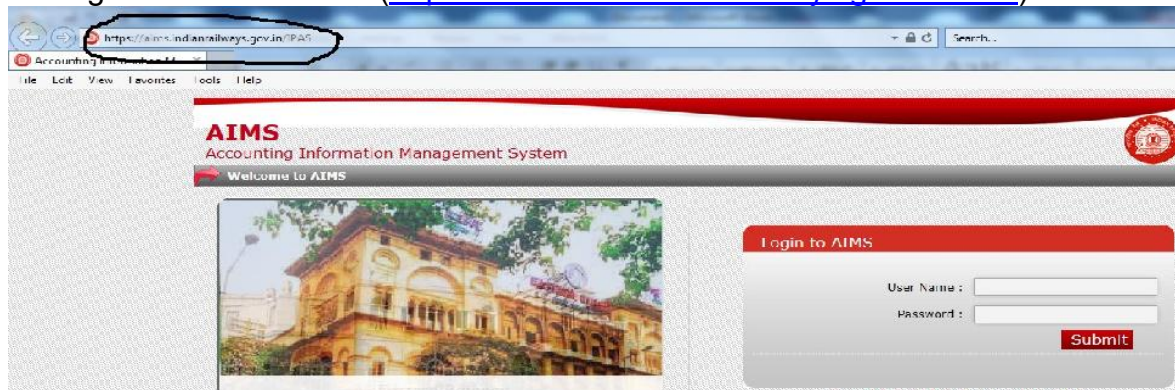 https://aims.indianrailways.gov.in/IPAS
Search...
Accounting
File Edit View Favorites Tools Help
AIMS
Accounting Information Management System
Welcome to AIMS
Login to AIMS
User Name :
Password :
Submit